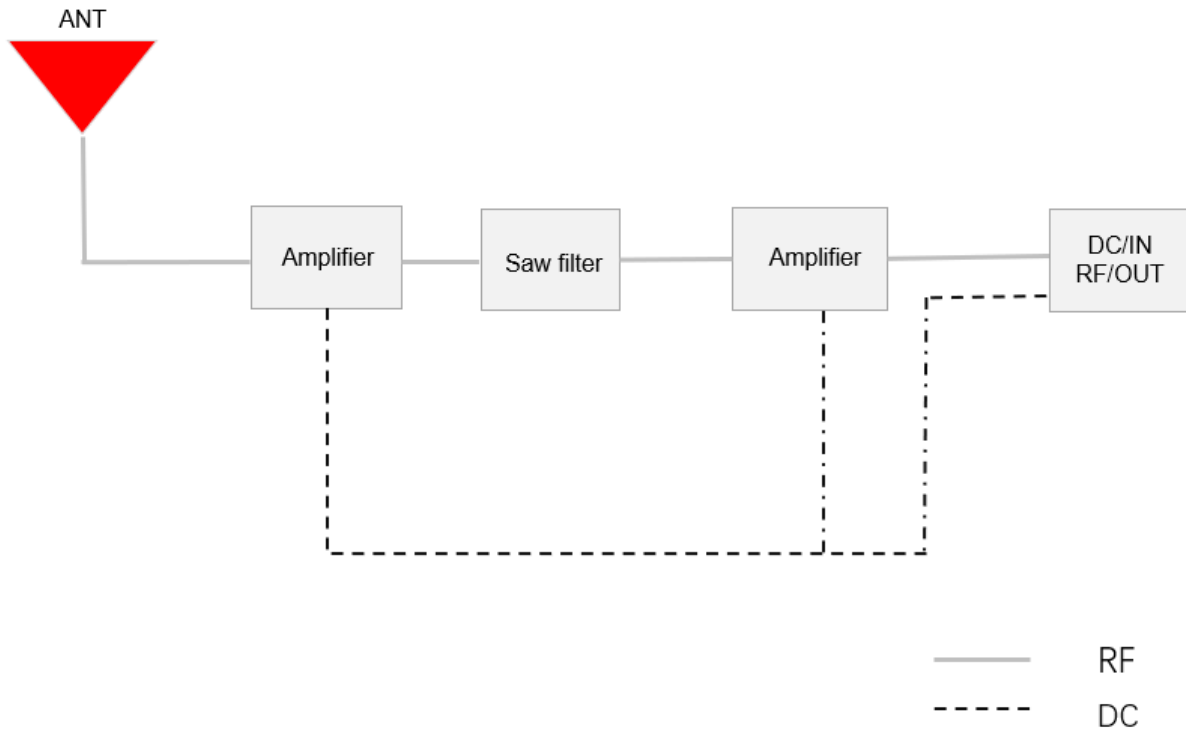 ANT
Amplifier
Saw filter
Amplifier
DC/IN
RF/OUT
RF
DC